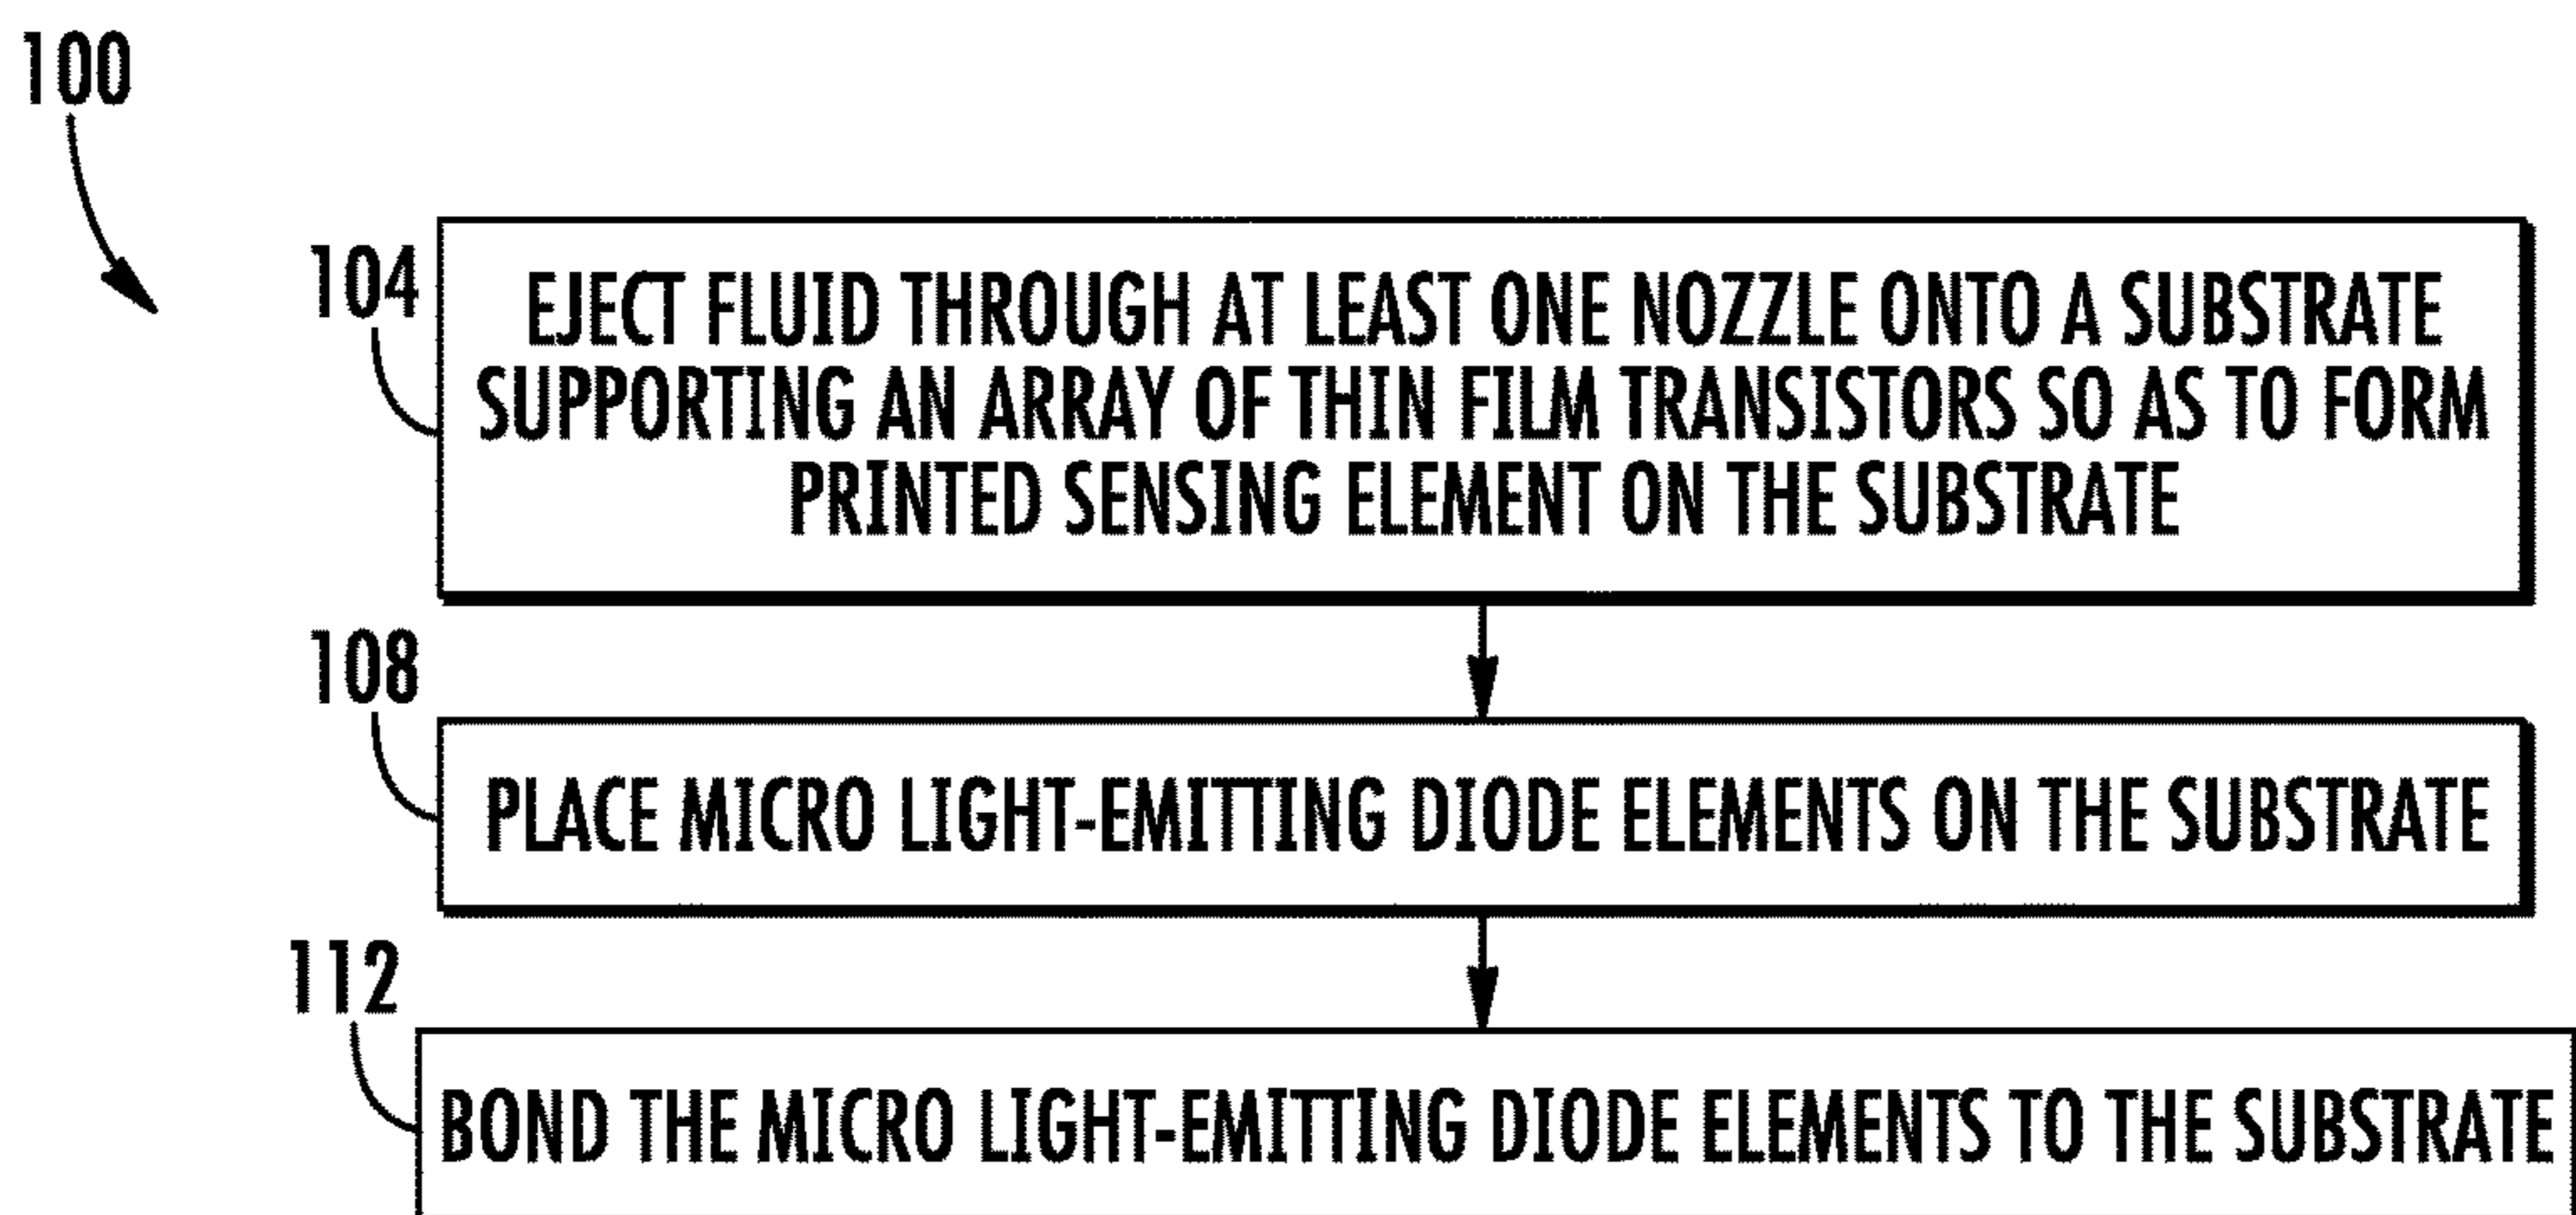 100
104
EJECT FLUID THROUGH AT LEAST ONE NOZZLE ONTO A SUBSTRATE
SUPPORTING AN ARRAY OF THIN FILM TRANSISTORS SO AS TO FORM
PRINTED SENSING ELEMENT ON THE SUBSTRATE
108
PLACE MICRO LIGHT-EMITTING DIODE ELEMENTS ON THE SUBSTRATE
112
BOND THE MICRO LIGHT-EMITTING DIODE ELEMENTS TO THE SUBSTRATE